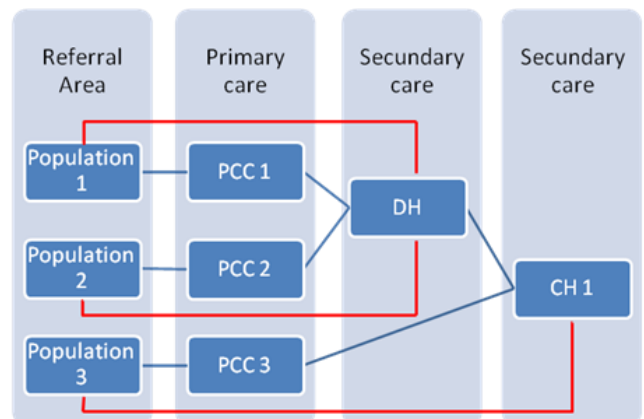 Referral
Area
Primary
care
Secundary
care
Secundary
care
Population
1
PCC 1
DH
Population
2
PCC 2
CH 1
Population
3
PCC 3